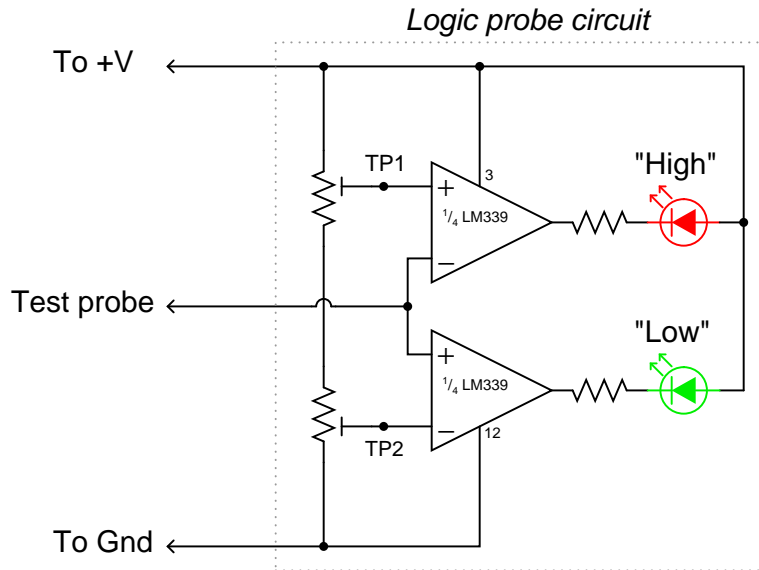 Logic probe circuit
To +V
TP1
3
"High"
+
1/4 LM339
−
Test probe
"Low"
+
1/4 LM339
−
12
TP2
To Gnd